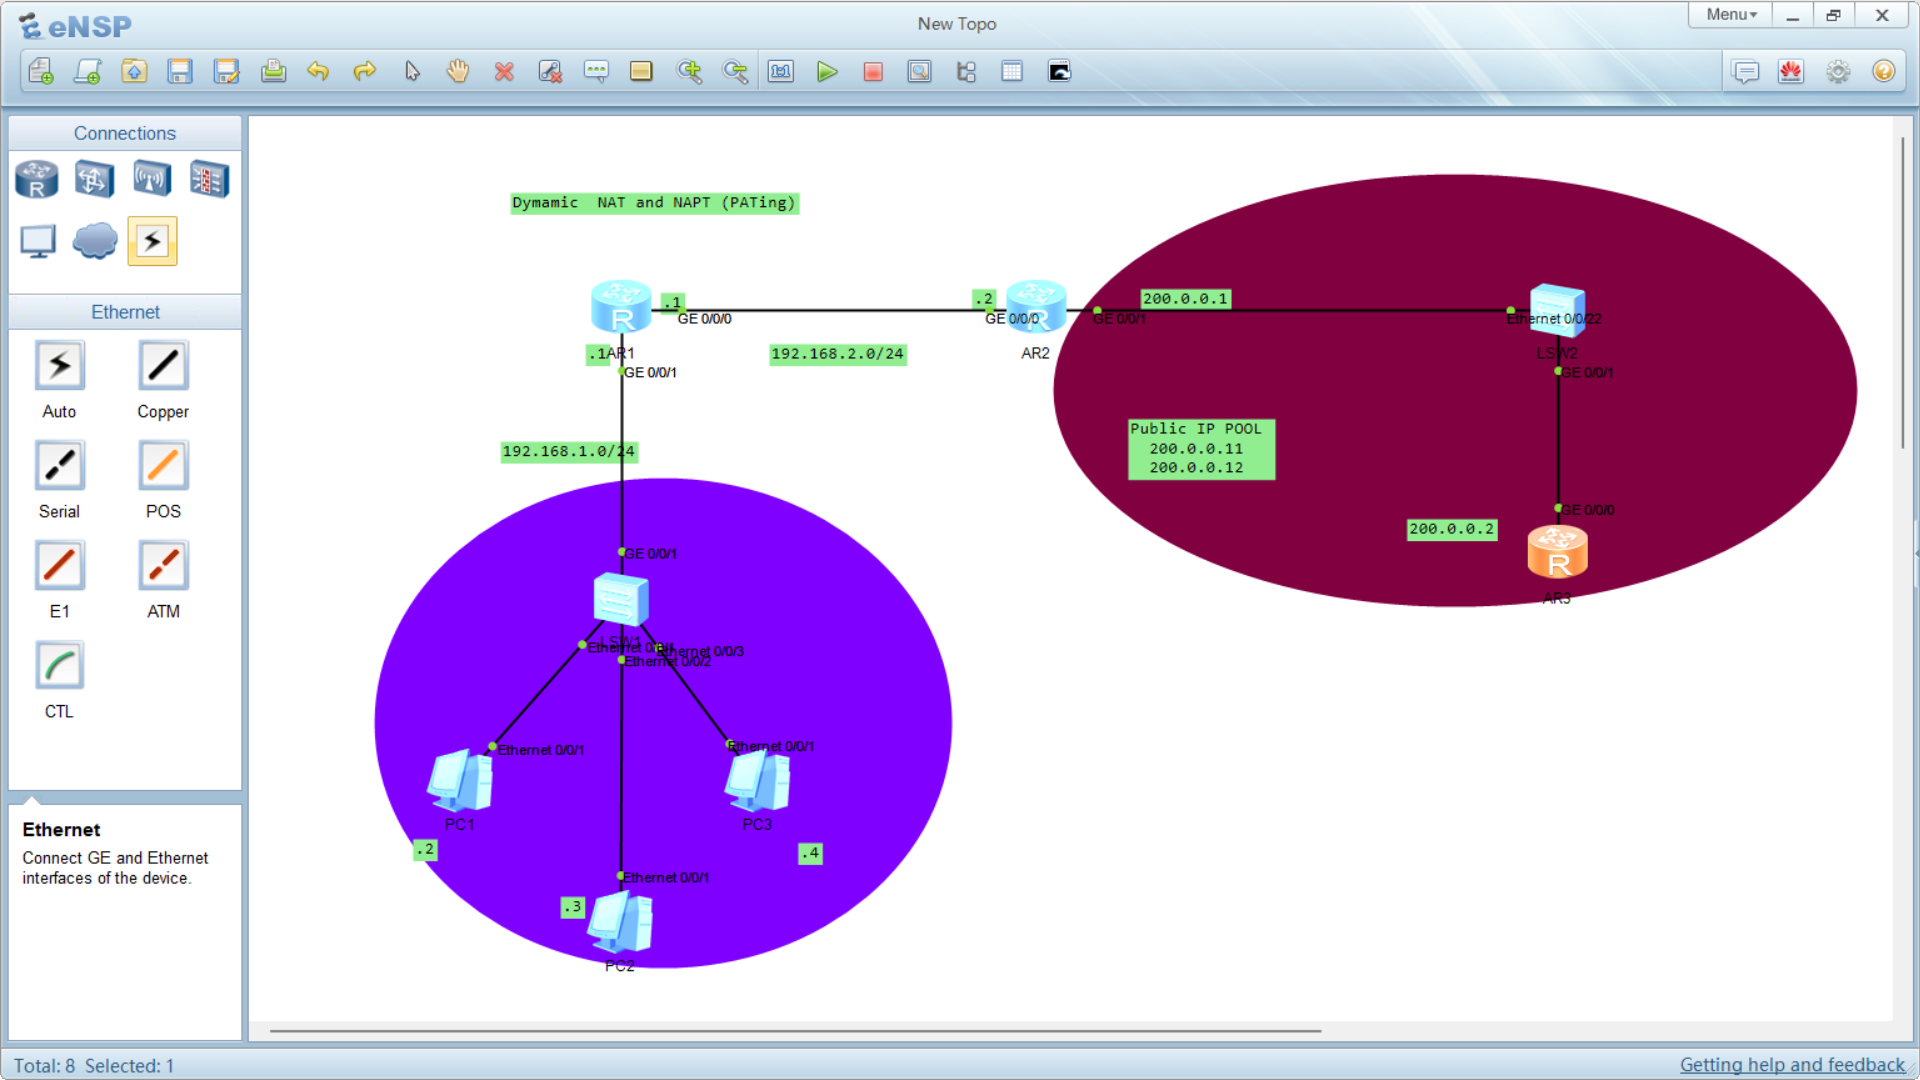 eNSP
New Topo
Menu
Connections
Ethernet
Auto
Copper
Serial
POS
E1
ATM
CTL
Ethernet
Connect GE and Ethernet
interfaces of the device.
Dymamic  NAT and NAPT (PATing)
.1
GE 0/0/0
.2
GE 0/0/0
200.0.0.1
GE 0/0/1
Ethernet 0/0/22
.1
AR1
192.168.2.0/24
AR2
LSW2
GE 0/0/1
GE 0/0/1
Public IP POOL
200.0.0.11
200.0.0.12
192.168.1.0/24
GE 0/0/0
200.0.0.2
AR3
GE 0/0/1
LSW1
Ethernet 0/0/1
Ethernet 0/0/3
Ethernet 0/0/2
Ethernet 0/0/1
Ethernet 0/0/1
PC1
PC3
.2
.4
Ethernet 0/0/1
.3
PC2
Total: 8  Selected: 1
Getting help and feedback